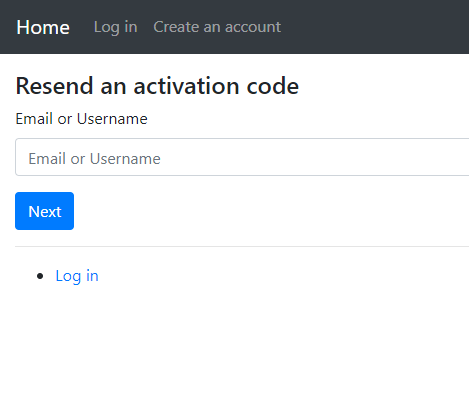 Home Log in Create an account
Resend an activation code
Email or Username
Email or Username
Next
Log in